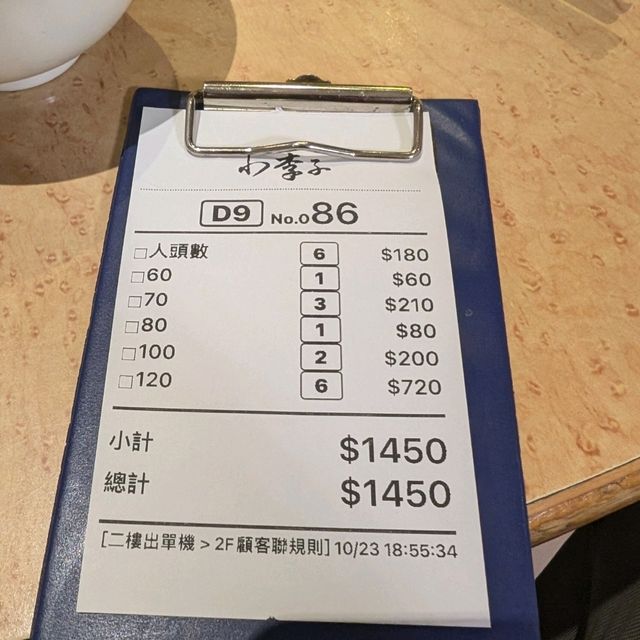 小李子
D9 No.086
□人頭數 6 $180
□60 1 $60
□70 3 $210
□80 1 $80
□100 2 $200
□120 6 $720
小計 $1450
總計 $1450
[二樓出單機 > 2F顧客聯規則] 10/23 18:55:34